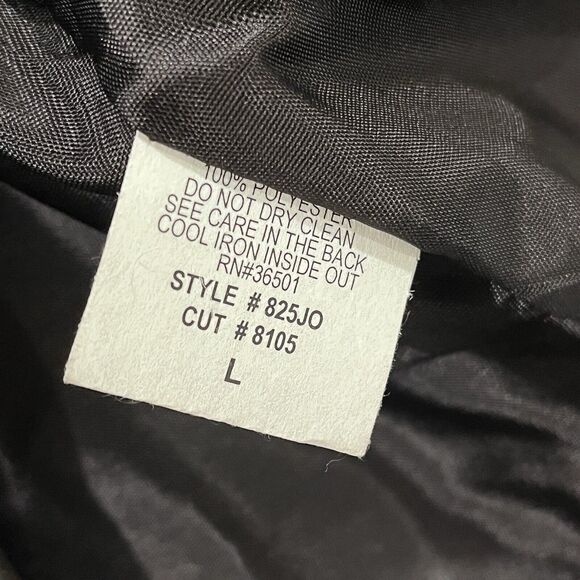 100% POLYESTER
DO NOT DRY CLEAN
SEE CARE IN THE BACK
COOL IRON INSIDE OUT
RN#36501
STYLE # 825JO
CUT # 8105
L